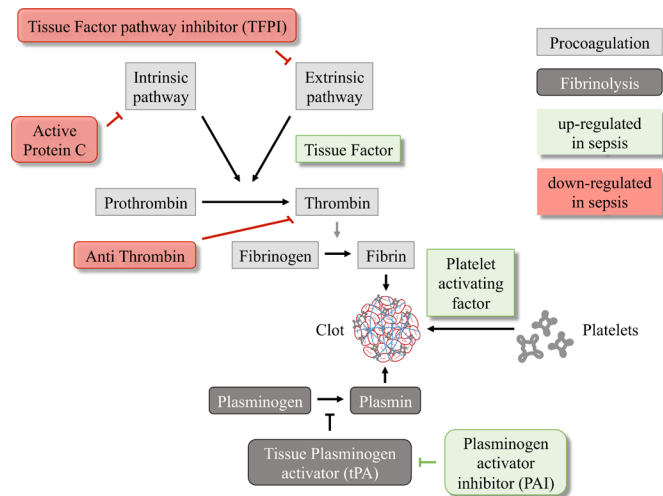 Tissue Factor pathway inhibitor (TFPI)
Procoagulation
Intrinsic
pathway
Extrinsic
pathway
Fibrinolysis
Active
Protein C
Tissue Factor
up-regulated
in sepsis
down-regulated
in sepsis
Prothrombin
Thrombin
Anti Thrombin
Fibrinogen
Fibrin
Platelet
activating
factor
Clot
Platelets
Plasminogen
Plasmin
Tissue Plasminogen
activator (tPA)
Plasminogen
activator
inhibitor (PAI)